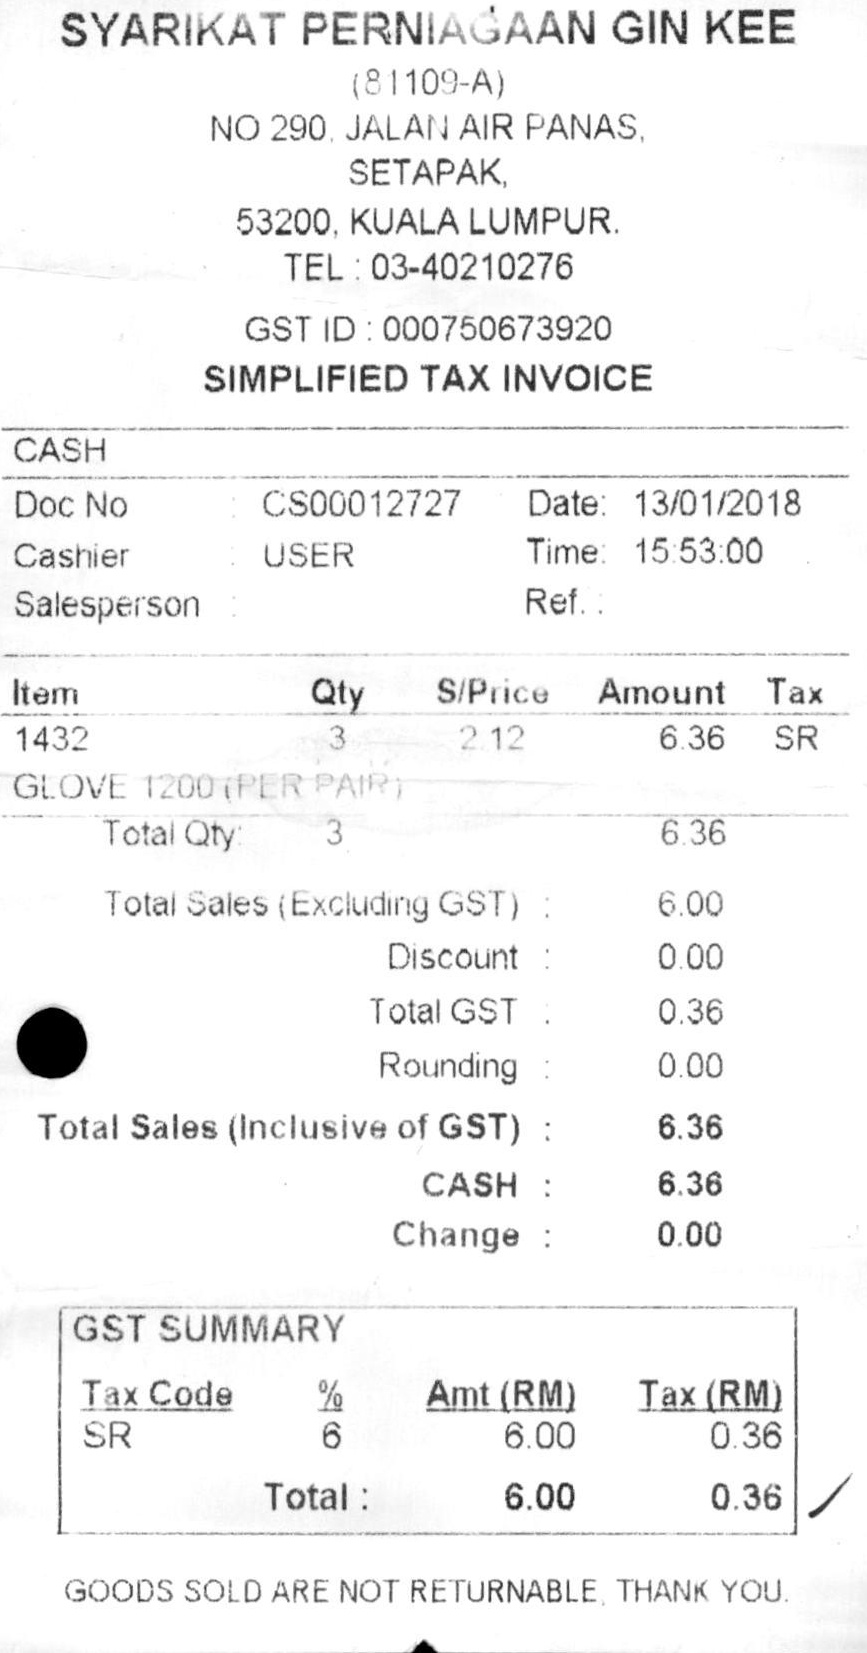 SYARIKAT PERNIAGAAN GIN KEE
(81109-A)
NO 290, JALAN AIR PANAS,
SETAPAK,
53200, KUALA LUMPUR.
TEL : 03-40210276
GST ID : 000750673920
SIMPLIFIED TAX INVOICE
CASH
Doc No : CS00012727 Date: 13/01/2018
Cashier : USER Time: 15:53:00
Salesperson : Ref. :
Item Qty S/Price Amount Tax
1432 3 2.12 6.36 SR
GLOVE 1200 (PER PAIR)
Total Qty: 3 6.36
Total Sales (Excluding GST) : 6.00
Discount : 0.00
Total GST : 0.36
Rounding : 0.00
Total Sales (Inclusive of GST) : 6.36
CASH : 6.36
Change : 0.00
GST SUMMARY
Tax Code % Amt (RM) Tax (RM)
SR 6 6.00 0.36
Total : 6.00 0.36
GOODS SOLD ARE NOT RETURNABLE, THANK YOU.